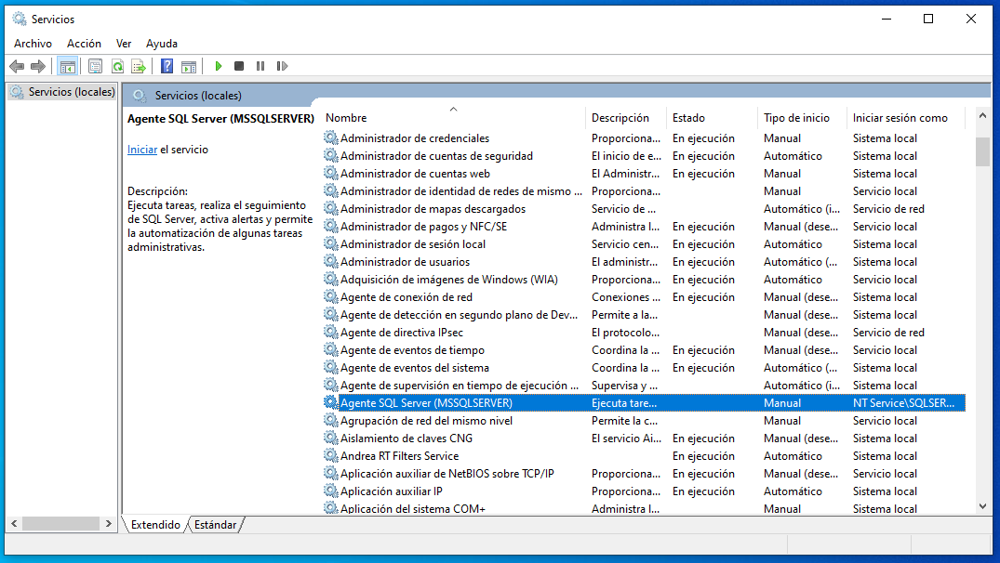 Servicios
Archivo Acción Ver Ayuda
?
Servicios (locales)
Servicios (locales)
Agente SQL Server (MSSQLSERVER)
Iniciar el servicio
Descripción:
Ejecuta tareas, realiza el seguimiento
de SQL Server, activa alertas y permite
la automatización de algunas tareas
administrativas.
Nombre Descripción Estado Tipo de inicio Iniciar sesión como
Administrador de credenciales Proporciona... En ejecución Manual Sistema local
Administrador de cuentas de seguridad El inicio de e... En ejecución Automático Sistema local
Administrador de cuentas web El Administr... En ejecución Manual Sistema local
Administrador de identidad de redes de mismo ... Proporciona... Manual Servicio local
Administrador de mapas descargados Servicio de ... Automático (i... Servicio de red
Administrador de pagos y NFC/SE Administra l... En ejecución Manual (dese... Servicio local
Administrador de sesión local Servicio cen... En ejecución Automático Sistema local
Administrador de usuarios El administr... En ejecución Automático (... Sistema local
Adquisición de imágenes de Windows (WIA) Proporciona... En ejecución Automático Servicio local
Agente de conexión de red Conexiones ... En ejecución Manual (dese... Sistema local
Agente de detección en segundo plano de Dev... Permite a la... Manual (dese... Sistema local
Agente de directiva IPsec El protocolo... Manual (dese... Servicio de red
Agente de eventos de tiempo Coordina la ... En ejecución Manual (dese... Servicio local
Agente de eventos del sistema Coordina la ... En ejecución Automático (... Sistema local
Agente de supervisión en tiempo de ejecución ... Supervisa y ... Automático (i... Sistema local
Agente SQL Server (MSSQLSERVER) Ejecuta tare... Manual NT Service\SQLSER...
Agrupación de red del mismo nivel Permite la c... Manual Servicio local
Aislamiento de claves CNG El servicio Ai... En ejecución Manual (dese... Sistema local
Andrea RT Filters Service En ejecución Automático Sistema local
Aplicación auxiliar de NetBIOS sobre TCP/IP Proporciona... En ejecución Manual (dese... Servicio local
Aplicación auxiliar IP Proporciona... En ejecución Automático Sistema local
Aplicación del sistema COM+ Administra l... Manual Sistema local
Extendido Estándar